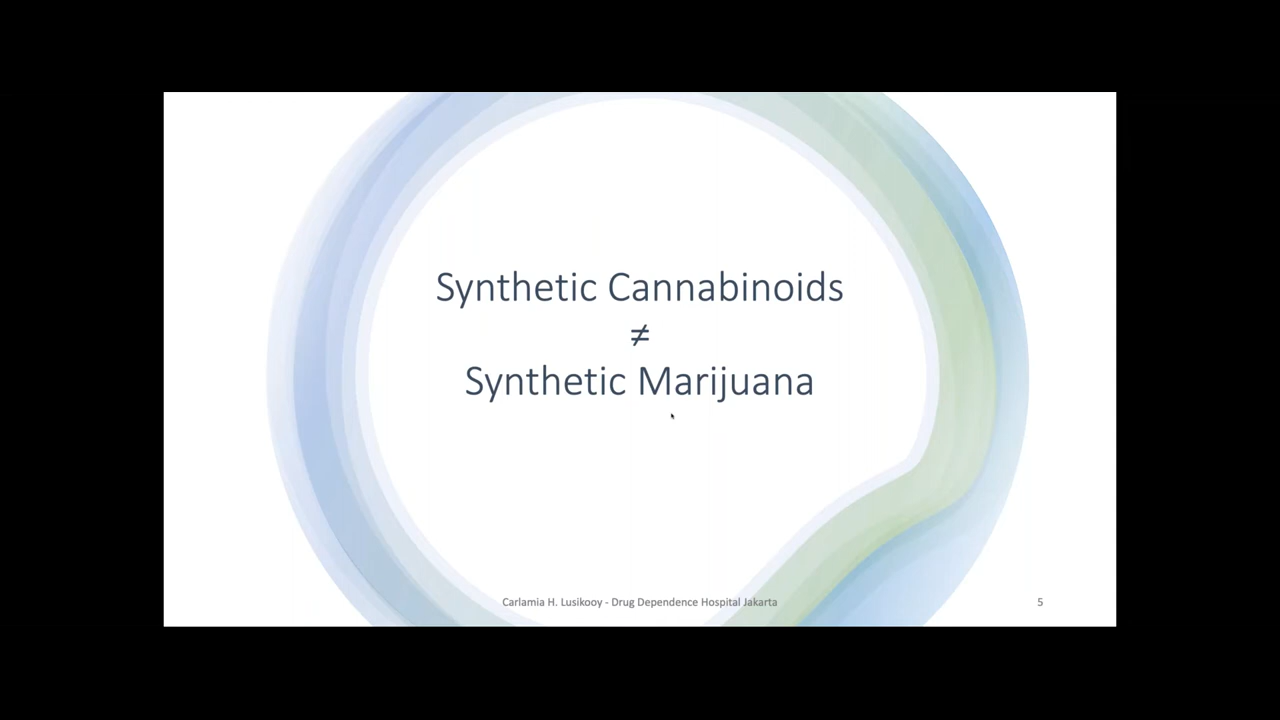 Synthetic Cannabinoids
≠
Synthetic Marijuana
Carlamia H. Lusikooy - Drug Dependence Hospital Jakarta
5